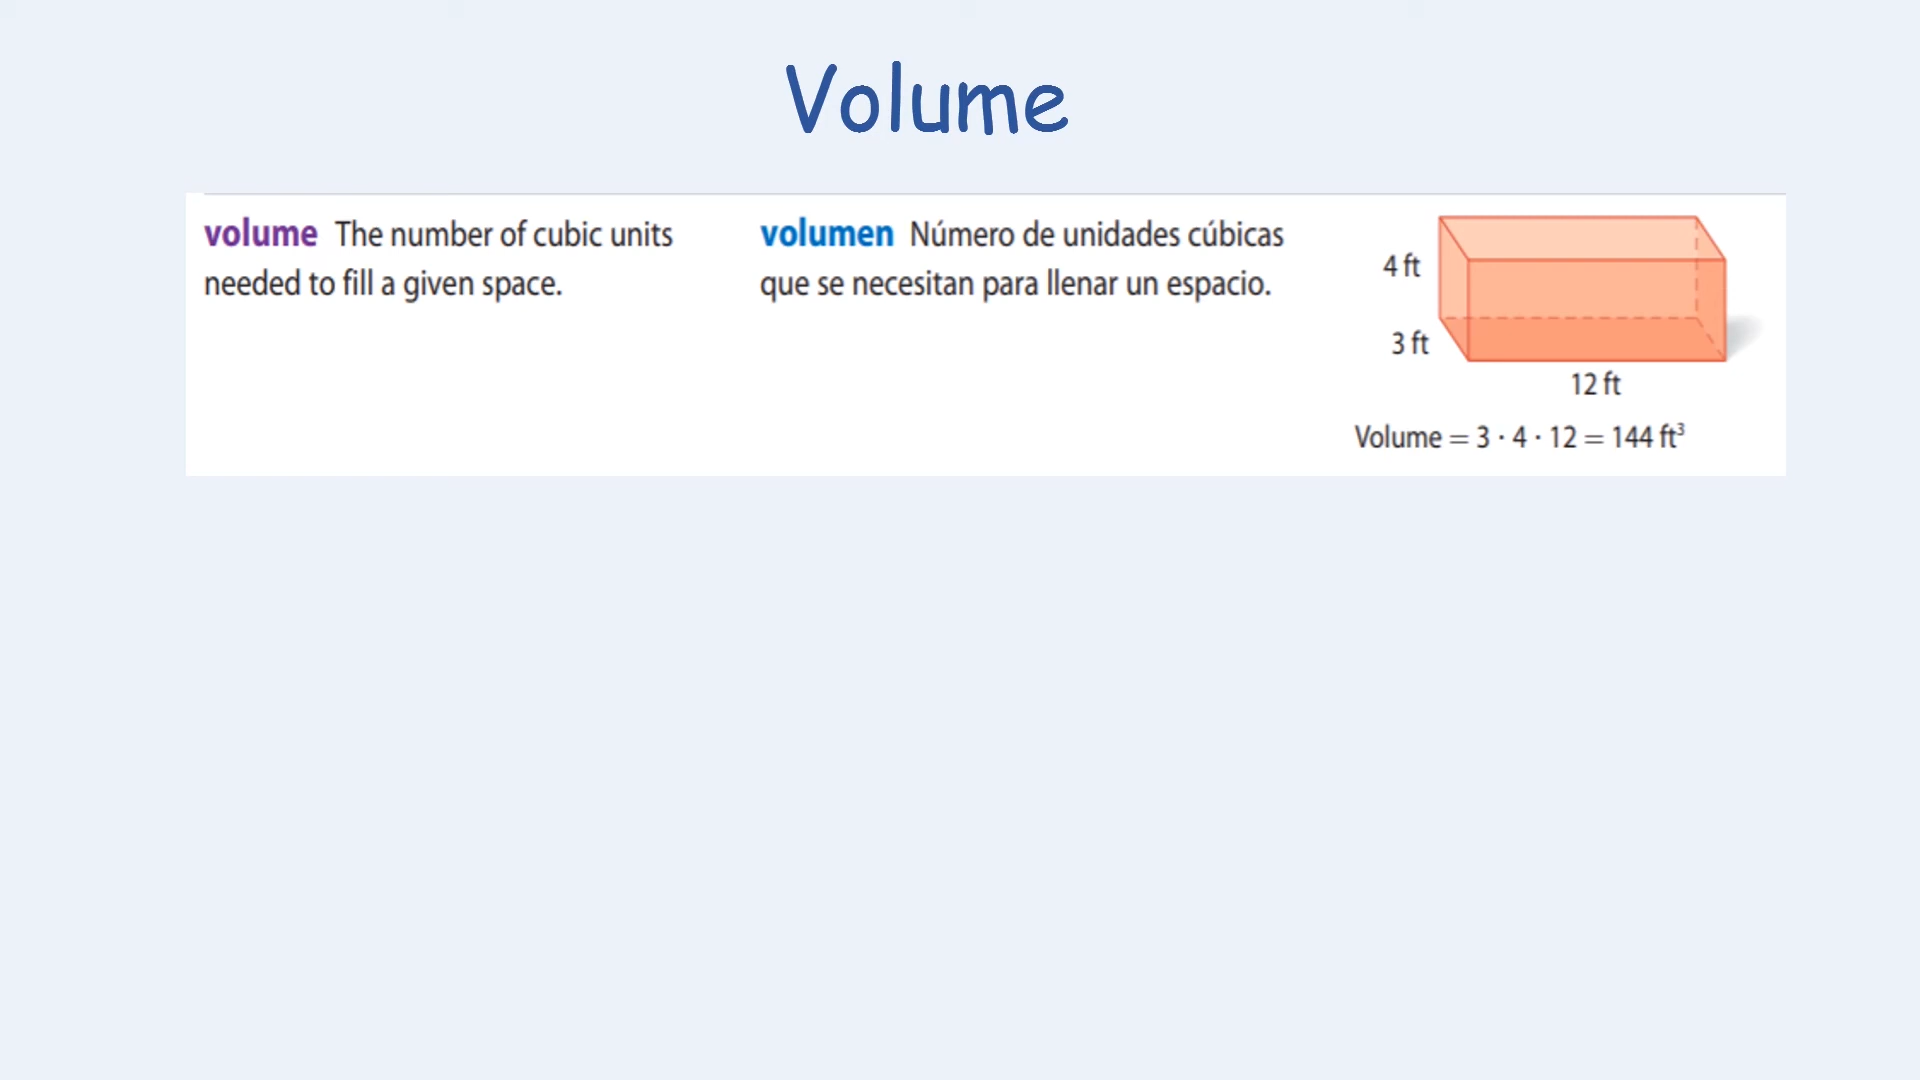 Volume
volume The number of cubic units
needed to fill a given space.
volumen Número de unidades cúbicas
que se necesitan para llenar un espacio.
4 ft
3 ft
12 ft
Volume = 3 · 4 · 12 = 144 ft³